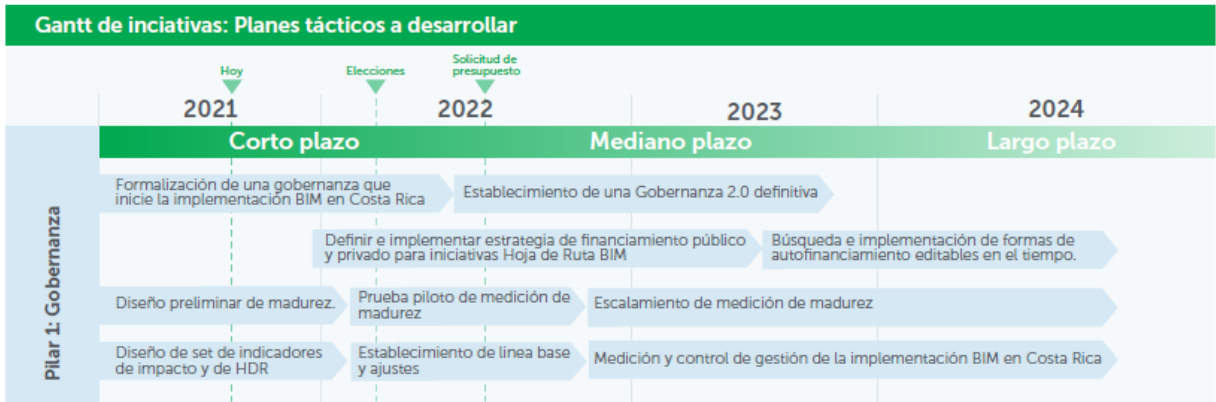 Gantt de inciativas: Planes tácticos a desarrollar
Hoy
Elecciones
Solicitud de
presupuesto
2021
2022
2023
2024
Corto plazo
Mediano plazo
Largo plazo
Pilar 1: Gobernanza
Formalización de una gobernanza que
inicie la implementación BIM en Costa Rica
Establecimiento de una Gobernanza 2.0 definitiva
Definir e implementar estrategia de financiamiento público
y privado para iniciativas Hoja de Ruta BIM
Búsqueda e implementación de formas de
autofinanciamiento editables en el tiempo.
Diseño preliminar de madurez.
Prueba piloto de medición de
madurez
Escalamiento de medición de madurez
Diseño de set de indicadores
de impacto y de HDR
Establecimiento de linea base
y ajustes
Medición y control de gestión de la implementación BIM en Costa Rica